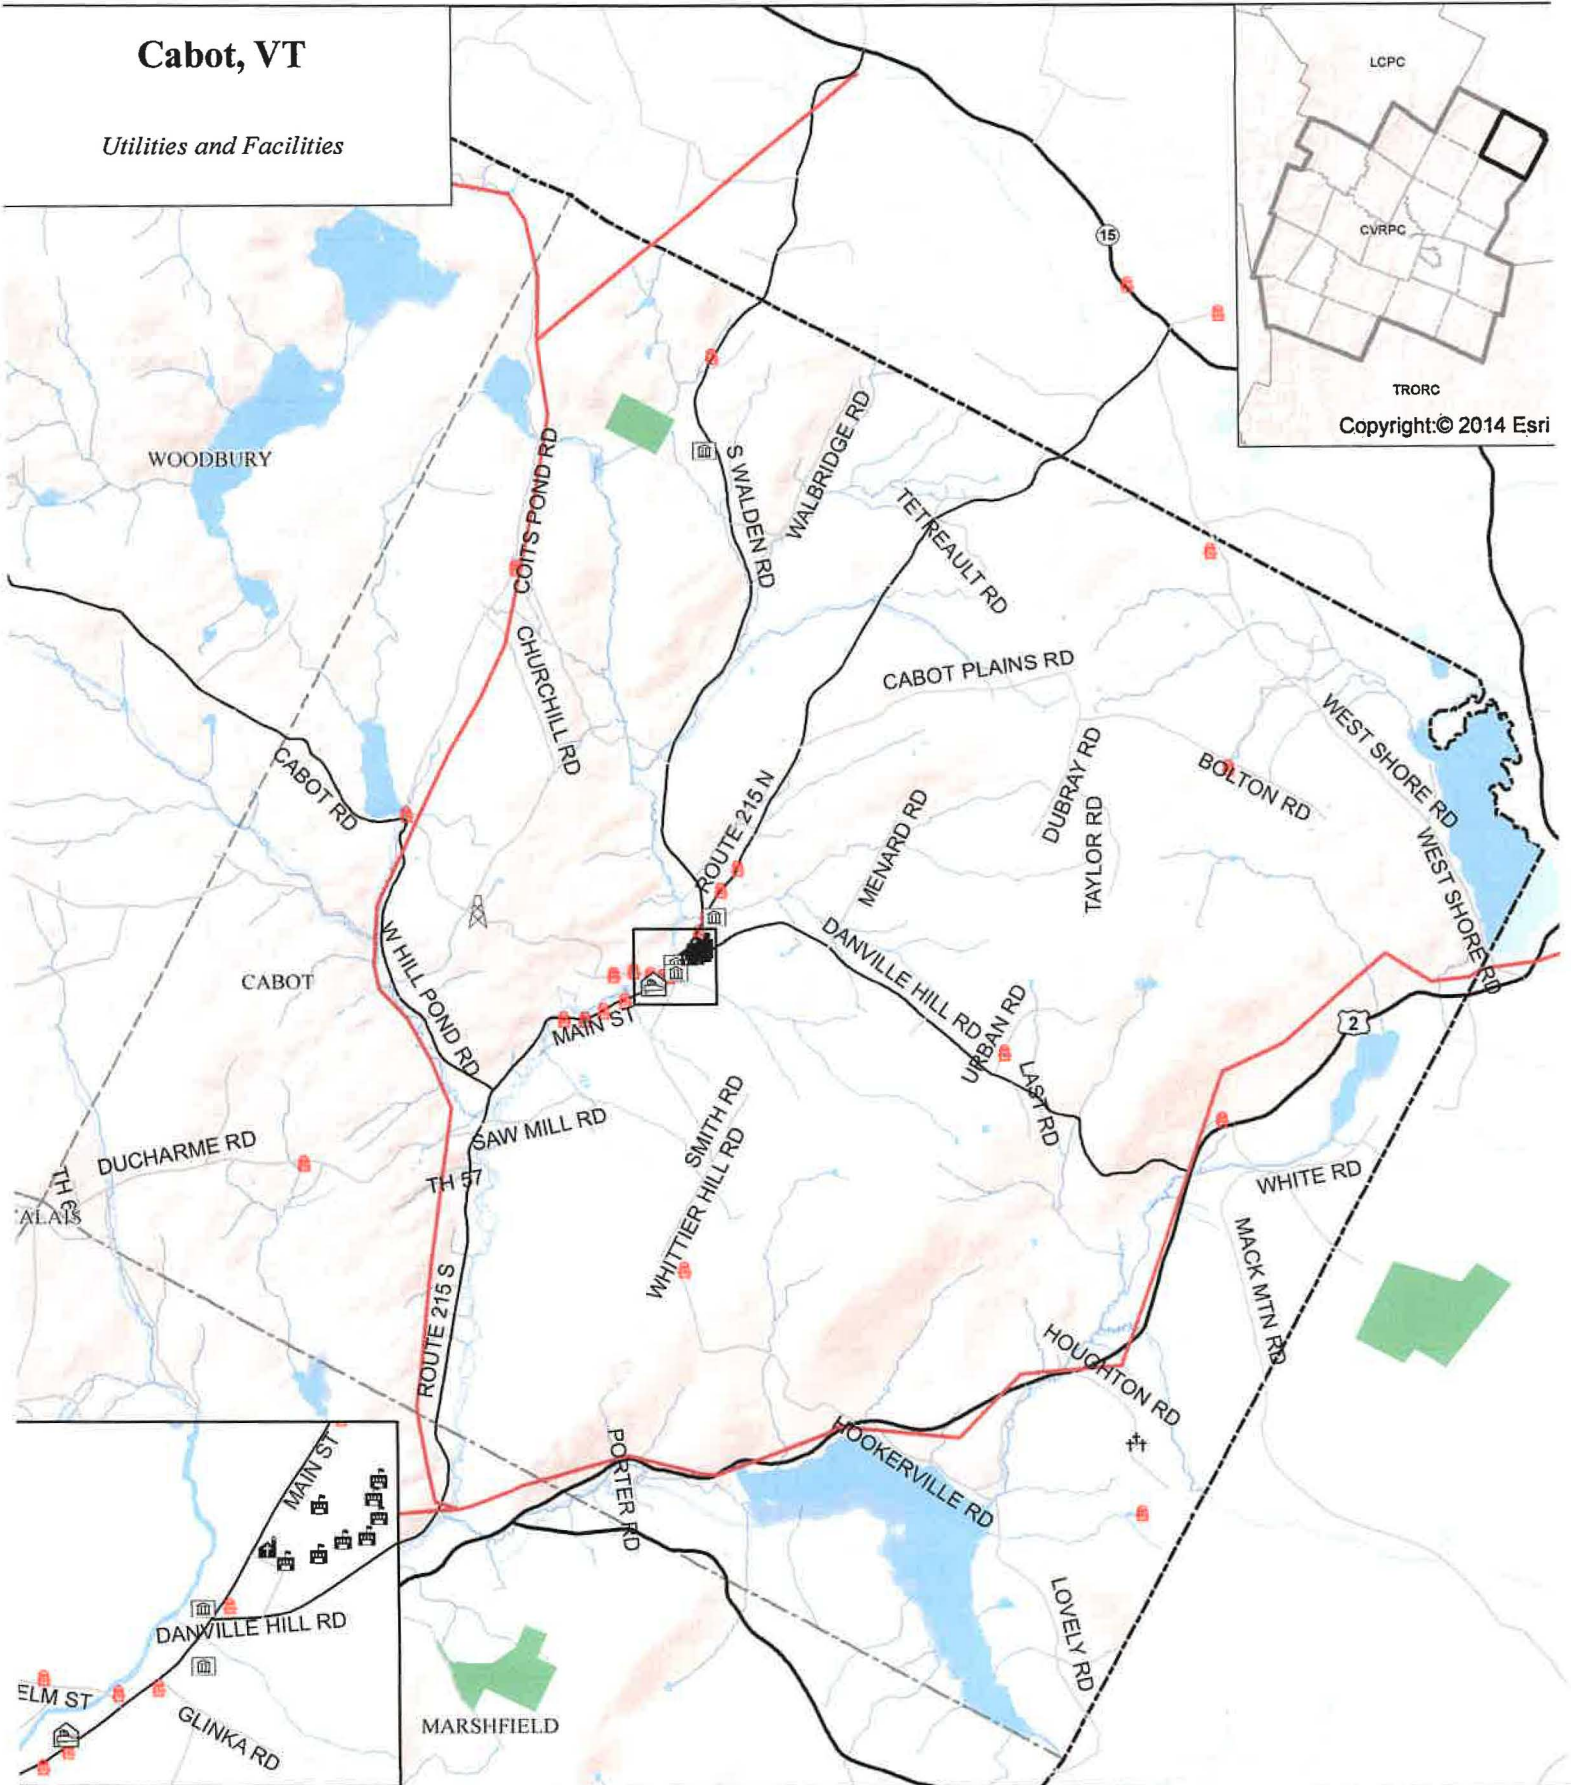 Cabot, VT
Utilities and Facilities
LCPC
CVRPC
TRORC
Copyright:© 2014 Esri
15
WOODBURY
COITS POND RD
S WALDEN RD
WALBRIDGE RD
TETREAULT RD
CHURCHILL RD
CABOT PLAINS RD
WEST SHORE RD
CABOT RD
DUBRAY RD
BOLTON RD
ROUTE 215 N
MENARD RD
TAYLOR RD
WEST SHORE RD
W HILL POND RD
DANVILLE HILL RD
CABOT
URBAN RD
2
MAIN ST
LAST RD
SMITH RD
SAW MILL RD
DUCHARME RD
WHITTIER HILL RD
TH 57
WHITE RD
ALAIS
MACK MTN RD
ROUTE 215 S
HOUGHTON RD
HOOKERVILLE RD
PORTER RD
MAIN ST
LOVELY RD
DANVILLE HILL RD
ELM ST
GLINKA RD
MARSHFIELD